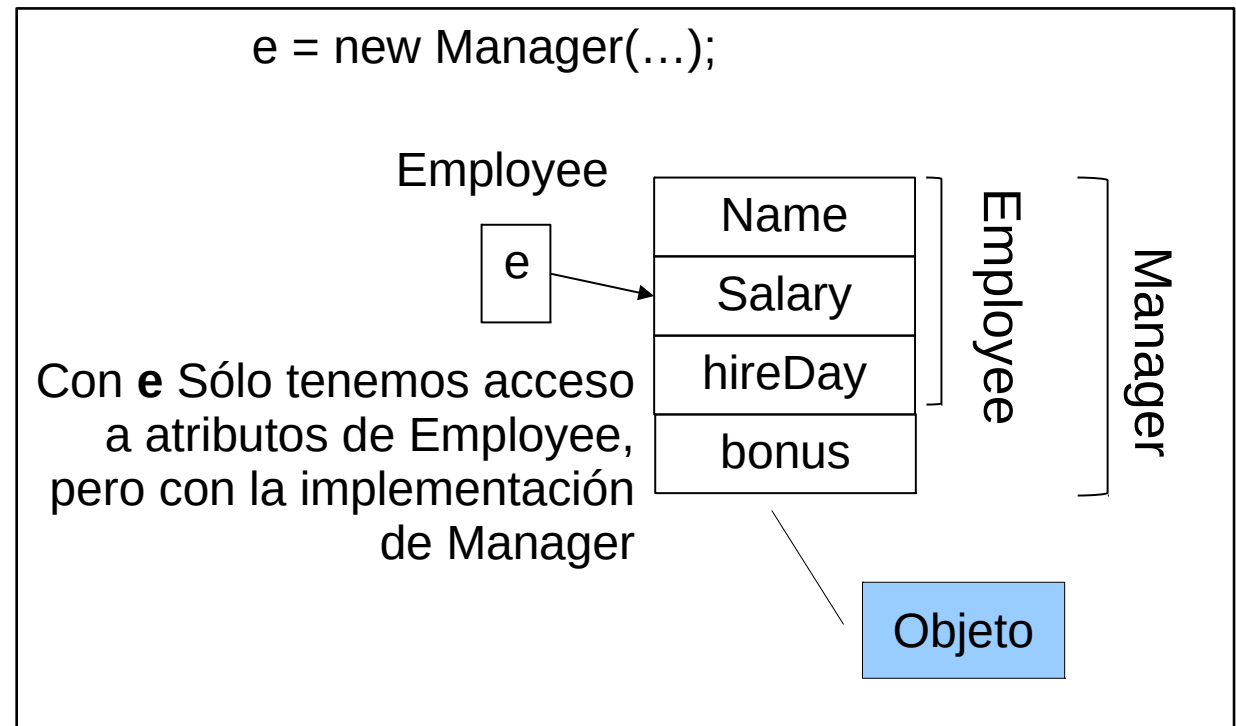 e = new Manager(…);
Employee
e
Name
Salary
hireDay
bonus
Employee
Manager
Con e Sólo tenemos acceso
a atributos de Employee,
pero con la implementación
de Manager
Objeto